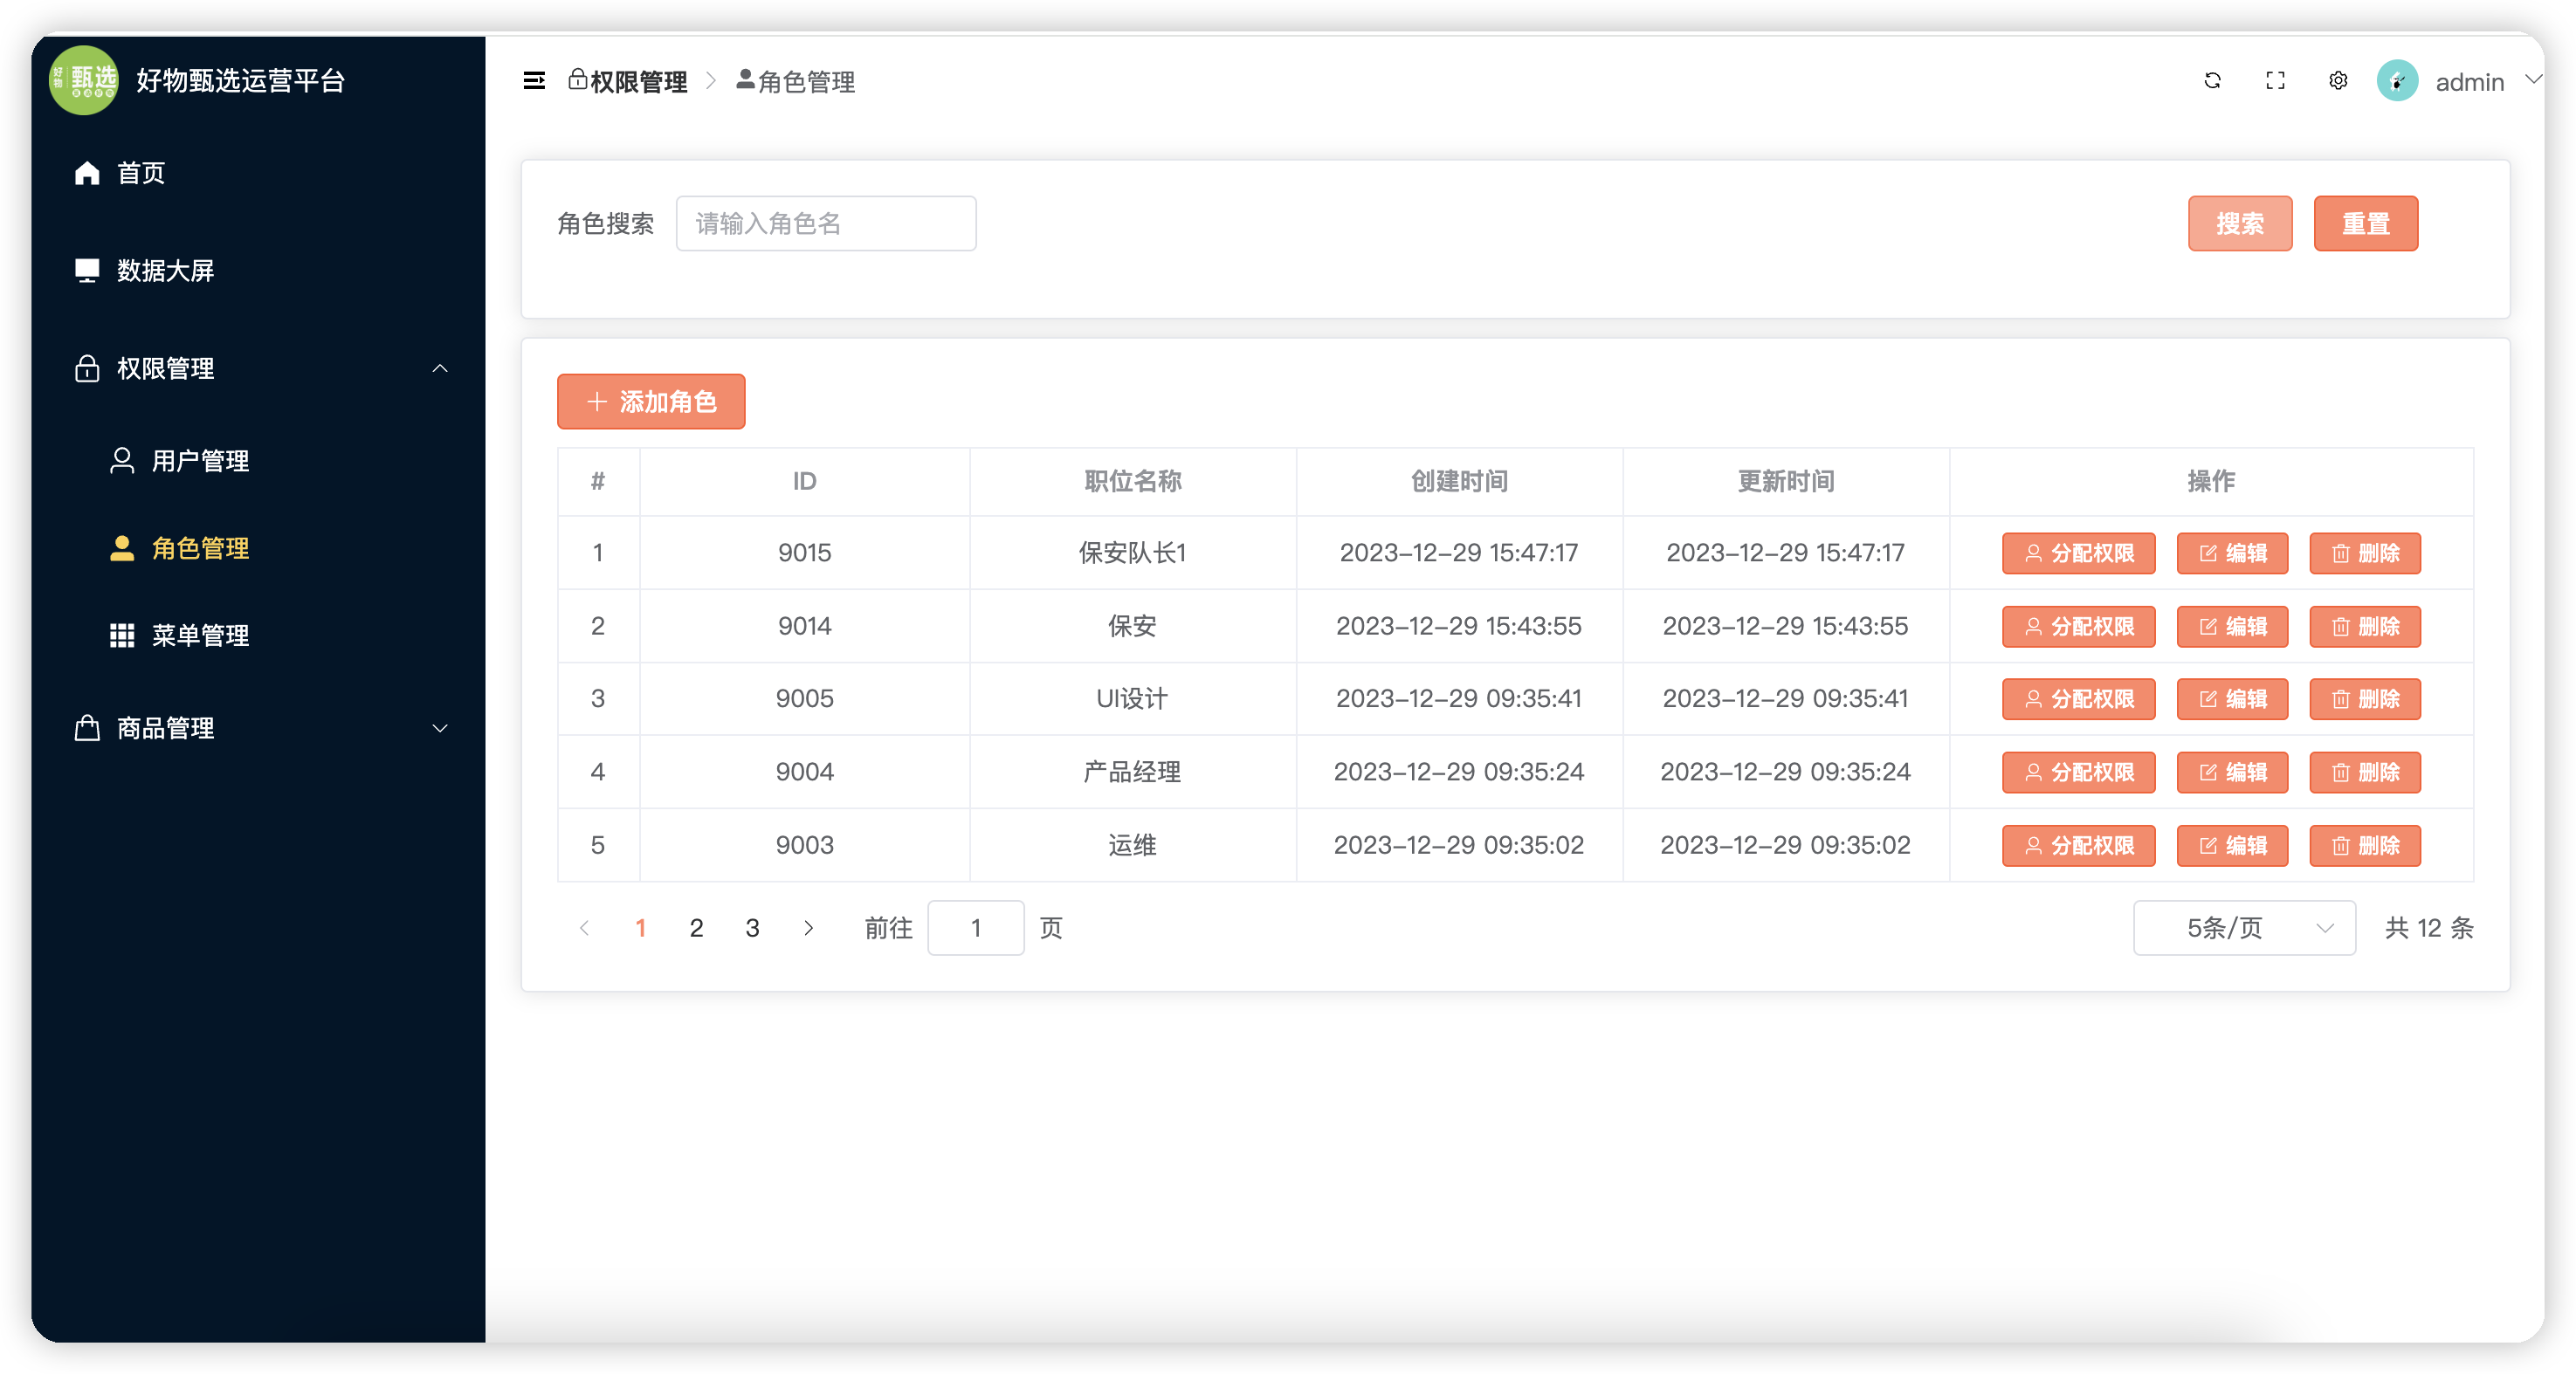 好物 甄选
好物甄选运营平台
首页
数据大屏
权限管理
用户管理
角色管理
菜单管理
商品管理
权限管理 角色管理
admin
角色搜索 请输入角色名 搜索 重置
添加角色
# ID 职位名称 创建时间 更新时间 操作
1 9015 保安队长1 2023-12-29 15:47:17 2023-12-29 15:47:17 分配权限 编辑 删除
2 9014 保安 2023-12-29 15:43:55 2023-12-29 15:43:55 分配权限 编辑 删除
3 9005 UI设计 2023-12-29 09:35:41 2023-12-29 09:35:41 分配权限 编辑 删除
4 9004 产品经理 2023-12-29 09:35:24 2023-12-29 09:35:24 分配权限 编辑 删除
5 9003 运维 2023-12-29 09:35:02 2023-12-29 09:35:02 分配权限 编辑 删除
1 2 3 前往 1 页 5条/页 共 12 条